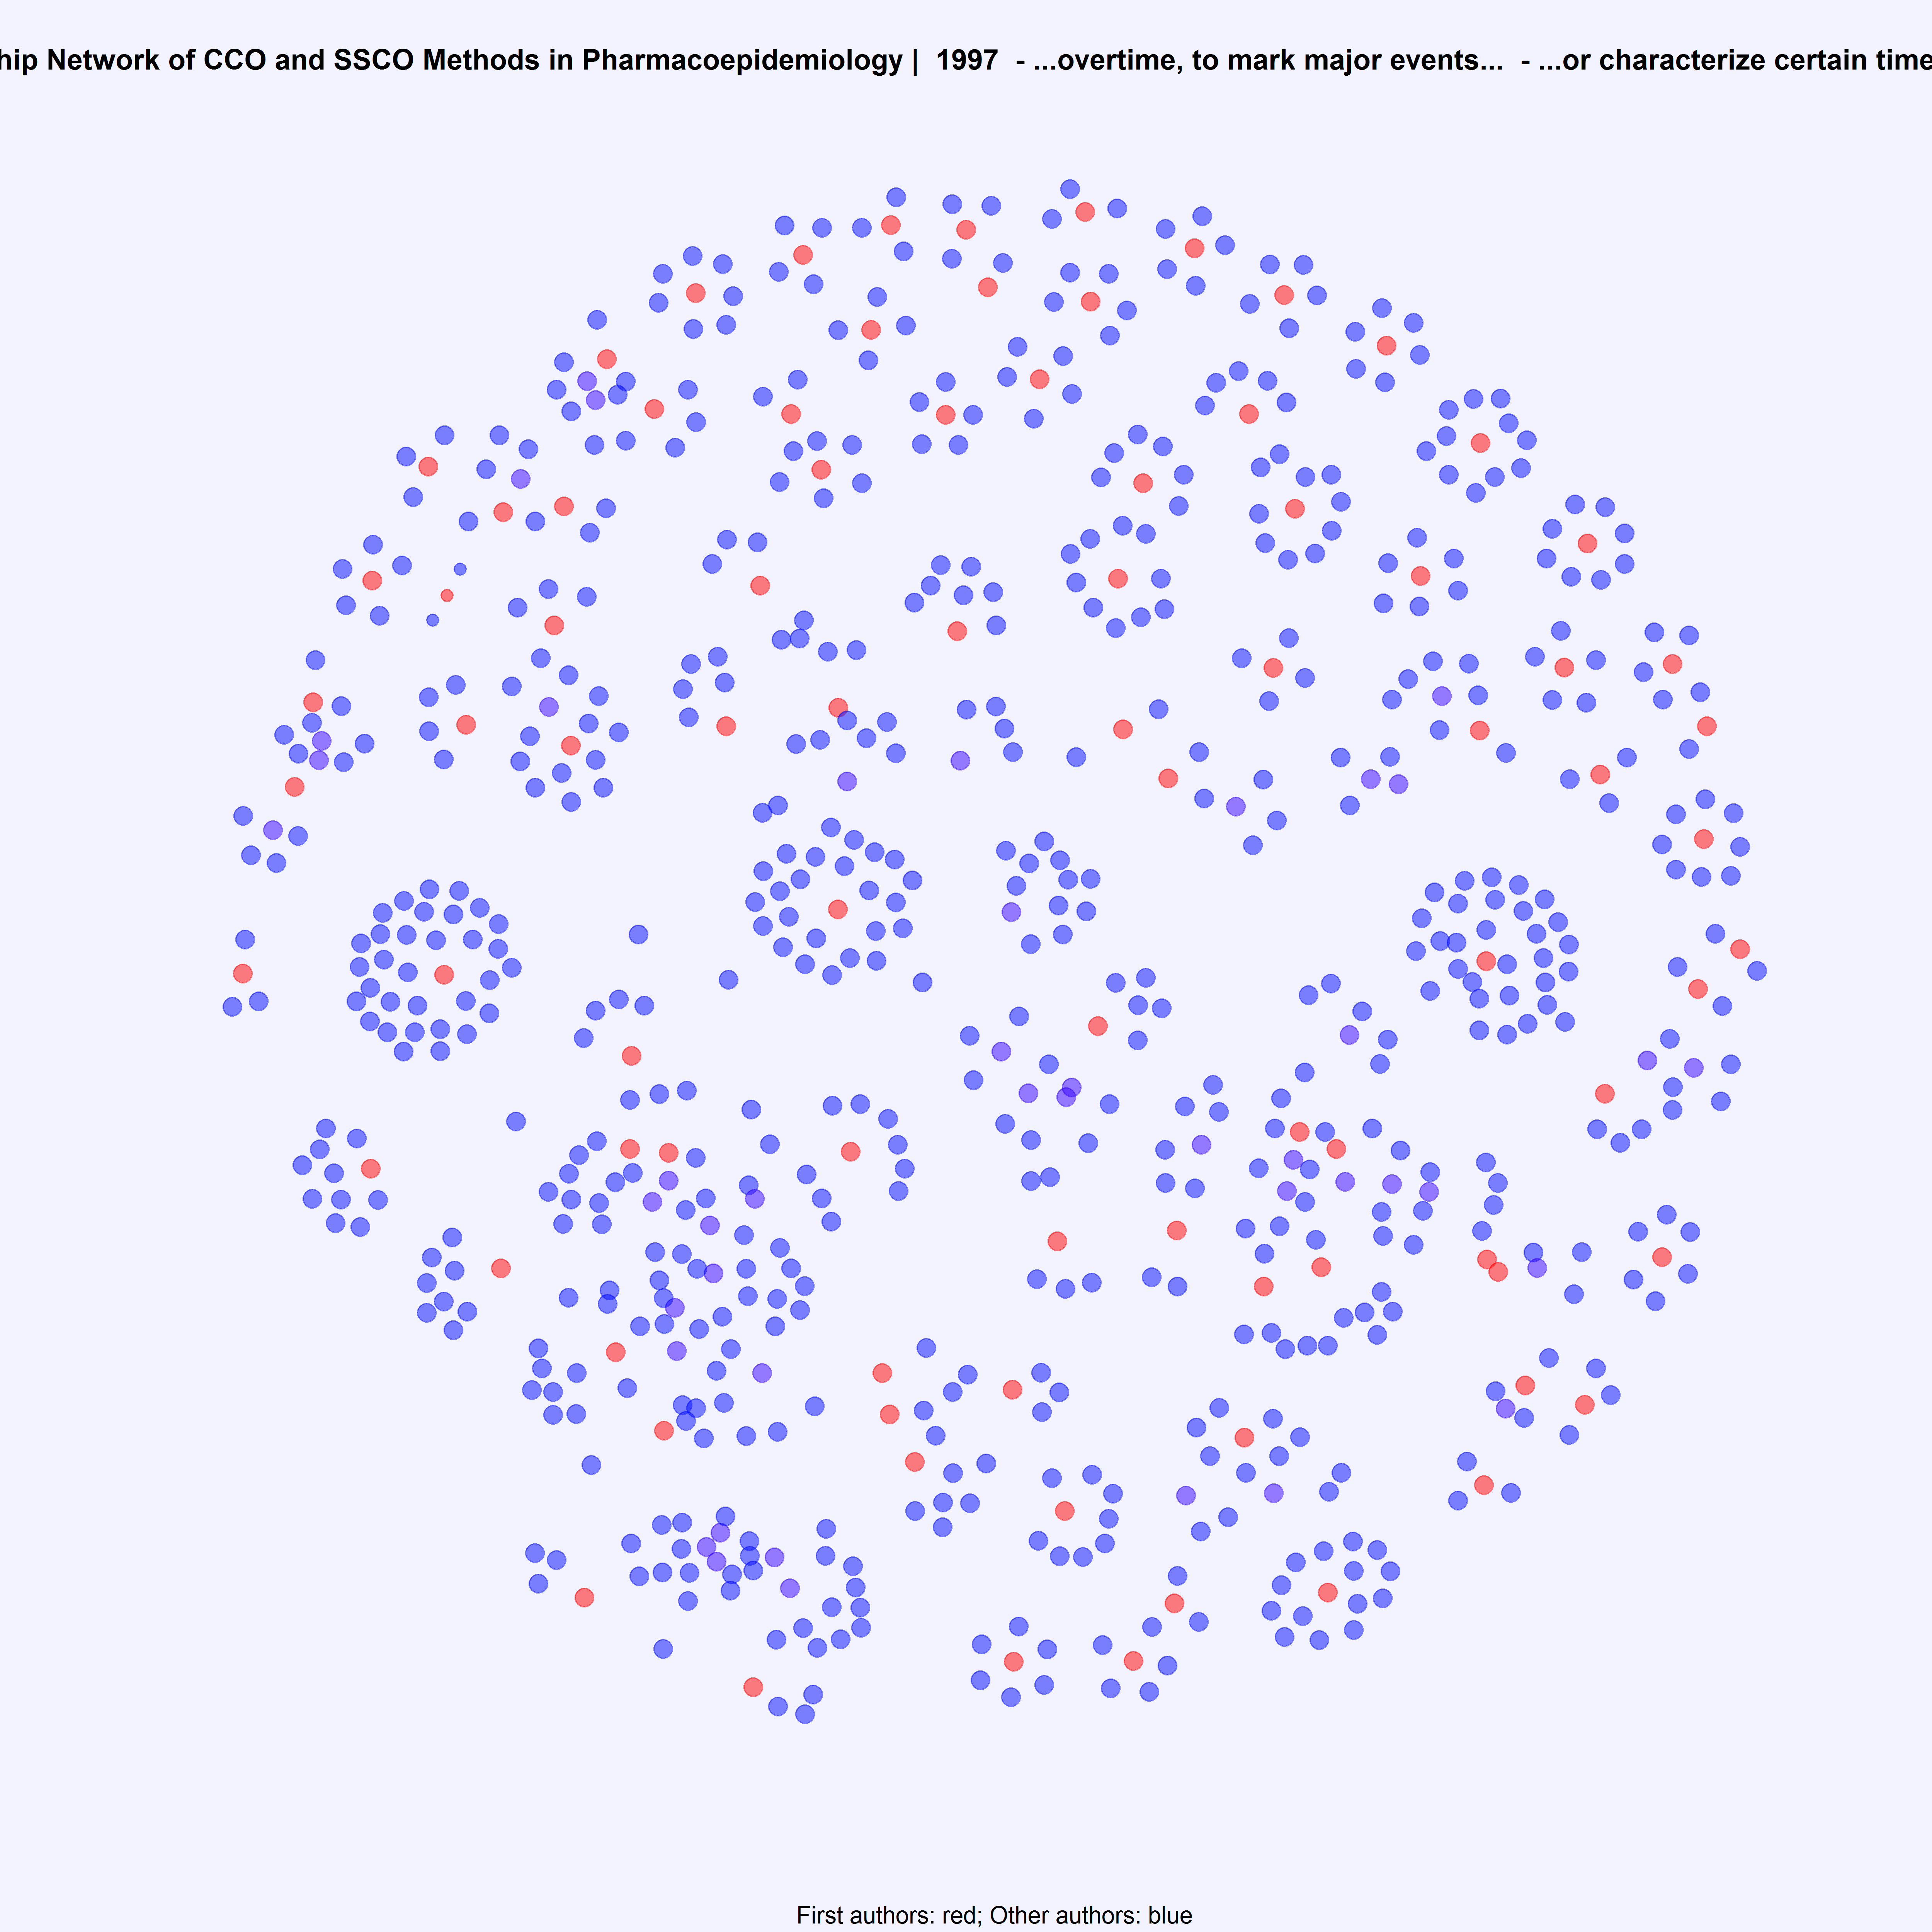 hip Network of CCO and SSCO Methods in Pharmacoepidemiology | 1997 - ...overtime, to mark major events... - ...or characterize certain time
First authors: red; Other authors: blue